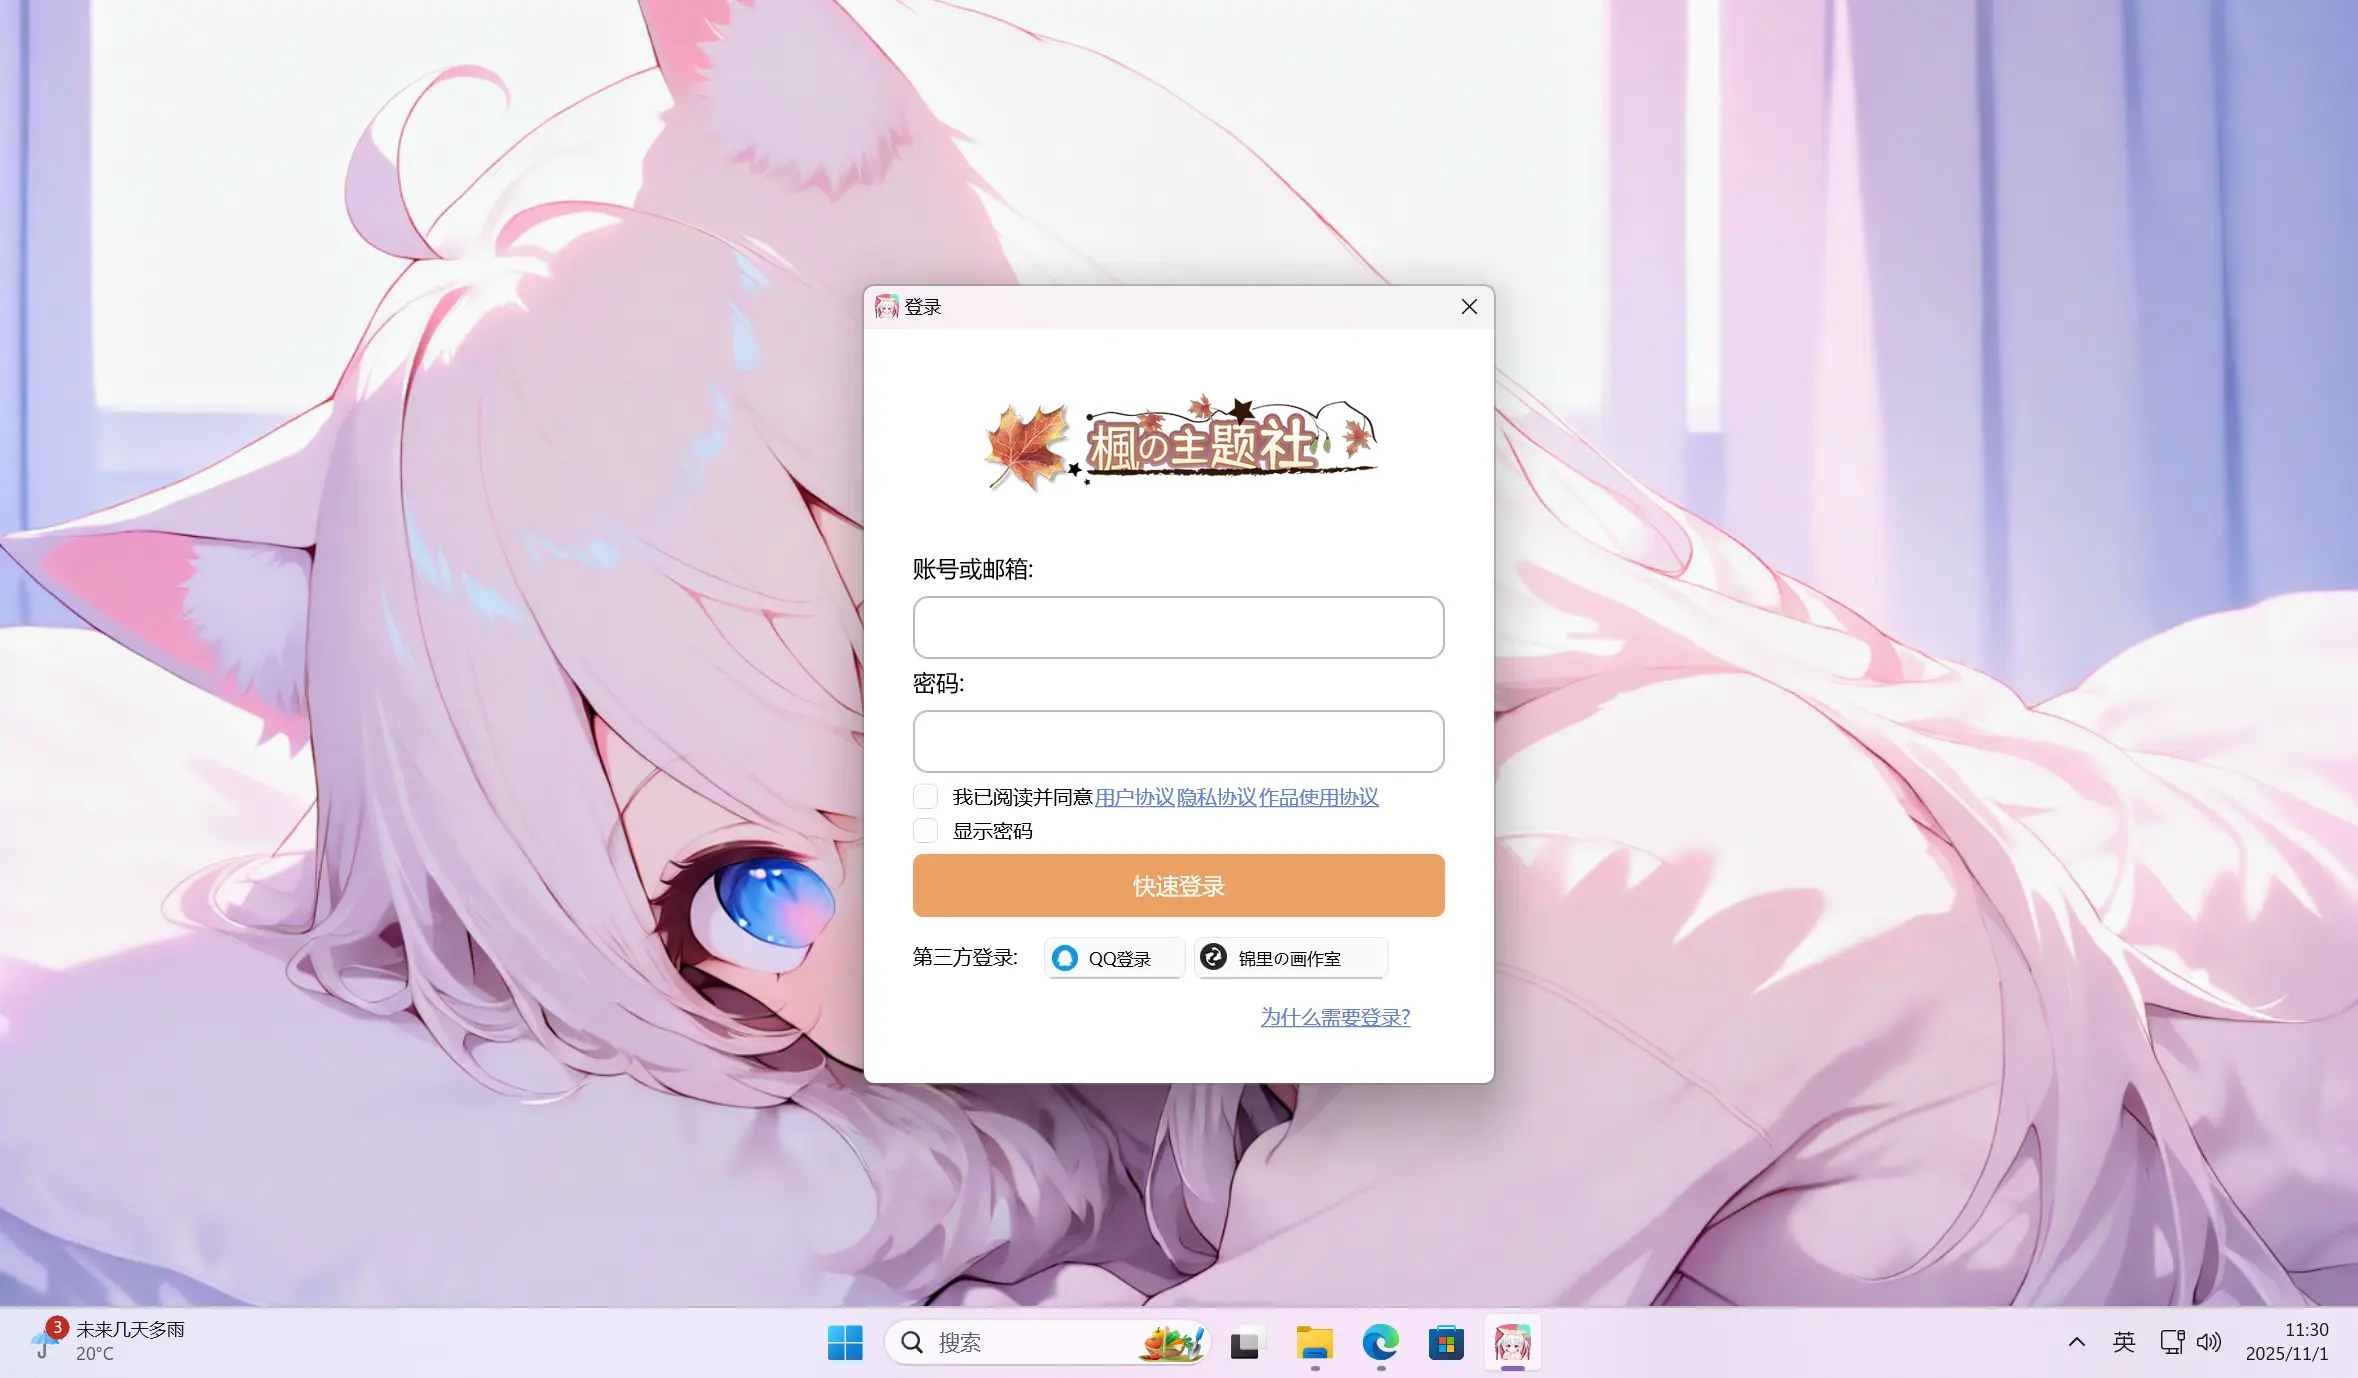 登录
楓の主题社
账号或邮箱:
密码:
我已阅读并同意用户协议隐私协议作品使用协议
显示密码
快速登录
第三方登录: QQ登录 锦里の画作室
为什么需要登录?
3 未来几天多雨
20°C
搜索
英
11:30
2025/11/1